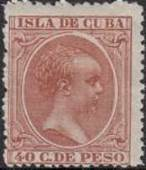 ISLA DE CUBA
40 C. DE PESO